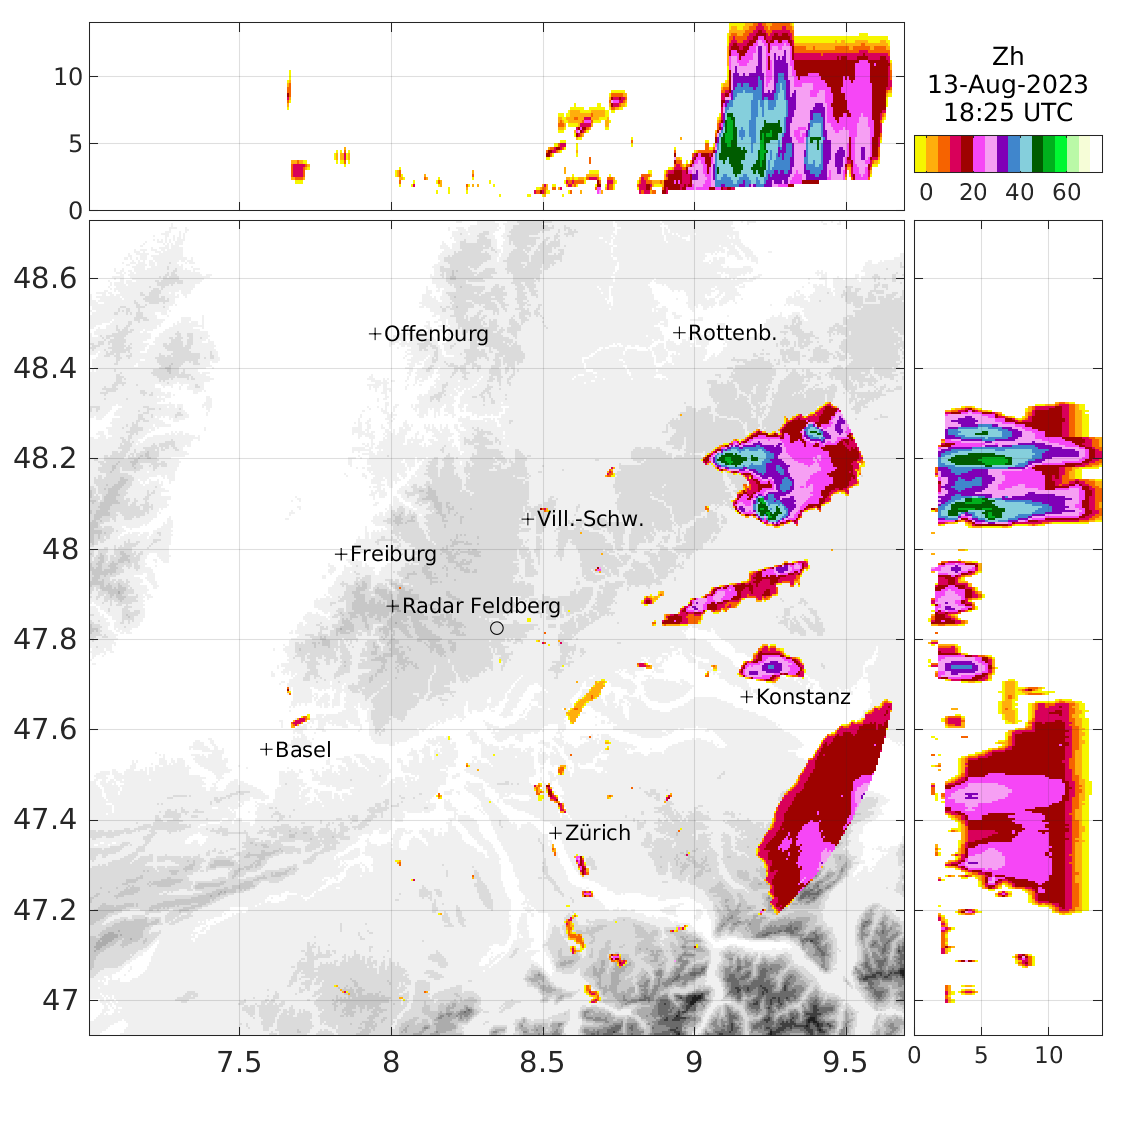 10
5
0
Zh
13-Aug-2023
18:25 UTC
0 20 40 60
48.6
48.4
48.2
48
47.8
47.6
47.4
47.2
47
+Offenburg
+Rottenb.
+Vill.-Schw.
+Freiburg
+Radar Feldberg
+Konstanz
+Basel
+Zürich
7.5 8 8.5 9 9.5
0 5 10